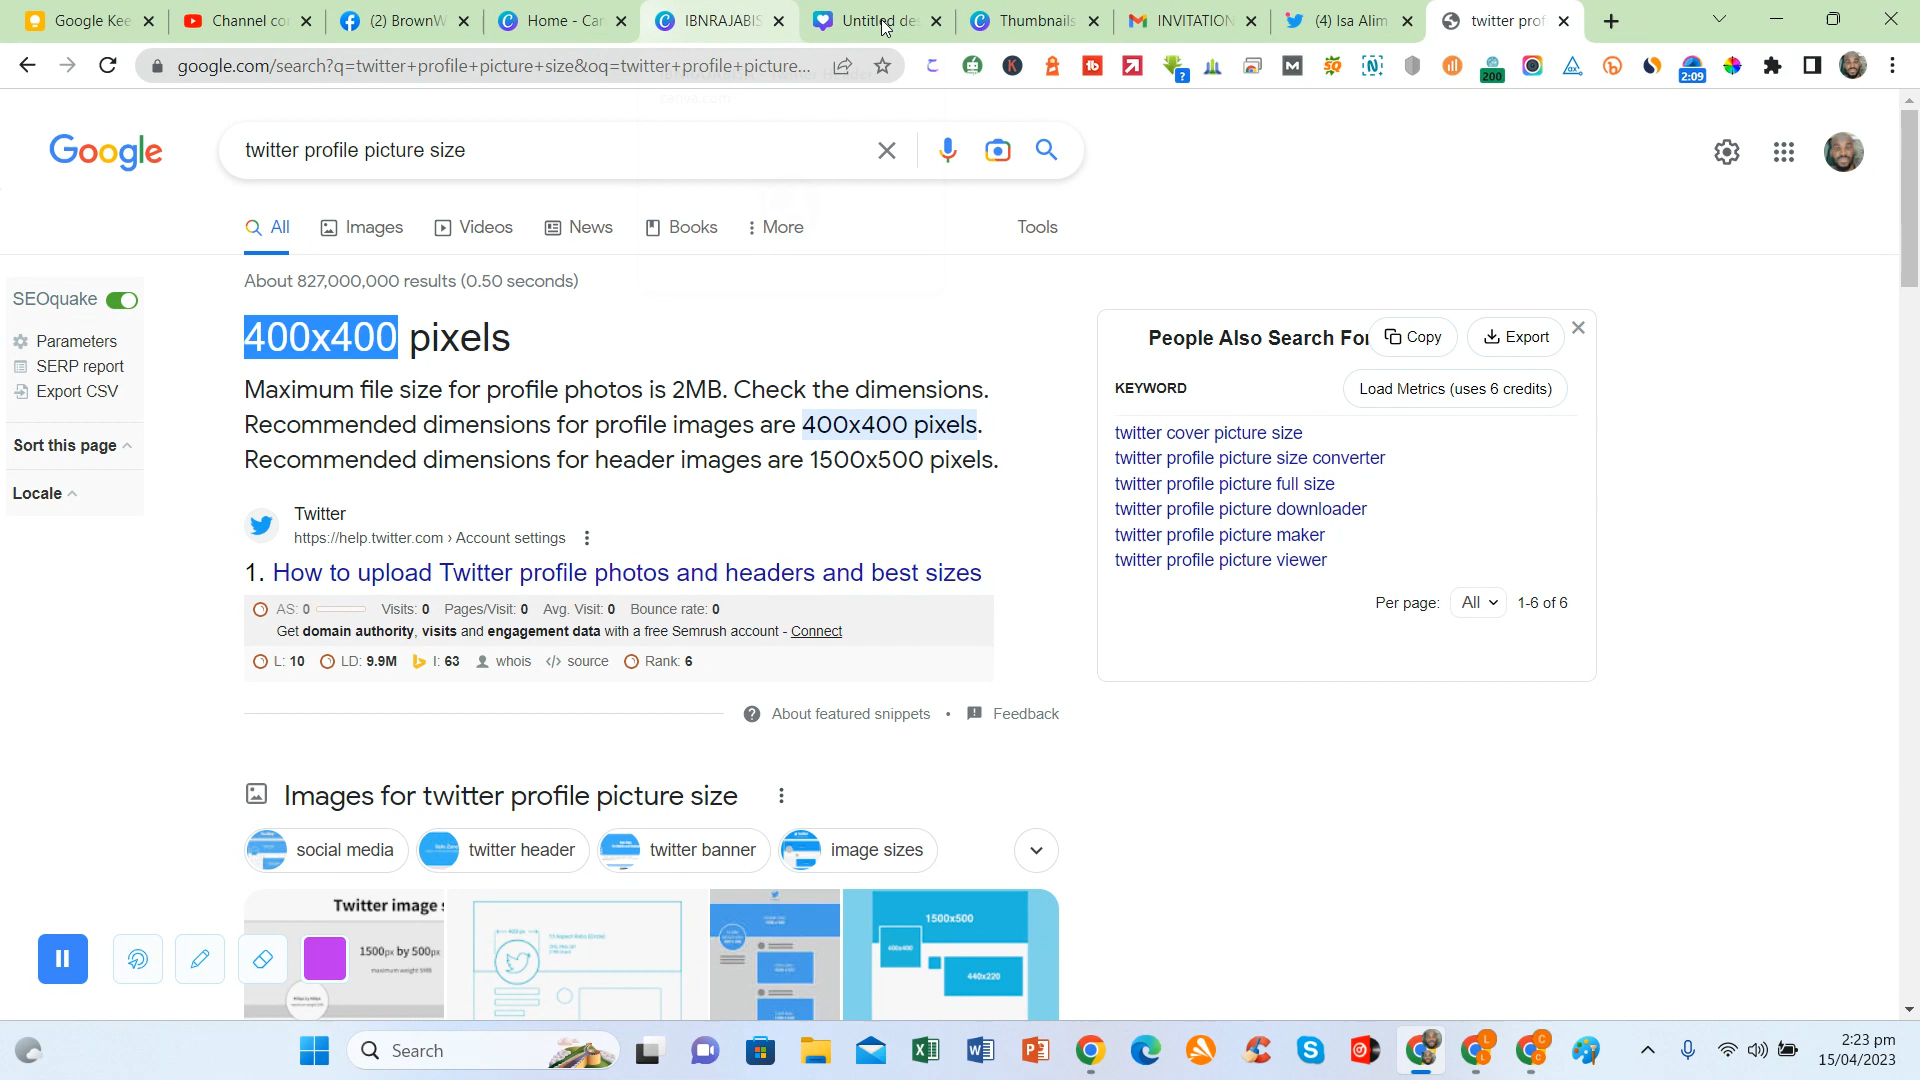 Google Kee
Channel co
(2) BrownW
Home - Ca
IBNRAJABIS
Untitled de
Thumbnails
INVITATION
(4) Isa Alim
twitter prof
google.com/search?q=twitter+profile+picture+size&oq=twitter+profile+picture...
200
2:09
canva.com
Google
twitter profile picture size
All
Images
Videos
News
Books
More
Tools
About 827,000,000 results (0.50 seconds)
SEOquake
Parameters
SERP report
Export CSV
Sort this page
Locale
400x400 pixels
Maximum file size for profile photos is 2MB. Check the dimensions.
Recommended dimensions for profile images are 400x400 pixels.
Recommended dimensions for header images are 1500x500 pixels.
Twitter
https://help.twitter.com › Account settings
1. How to upload Twitter profile photos and headers and best sizes
AS: 0 Visits: 0 Pages/Visit: 0 Avg. Visit: 0 Bounce rate: 0
Get domain authority, visits and engagement data with a free Semrush account - Connect
L: 10 LD: 9.9M I: 63 whois </> source Rank: 6
About featured snippets • Feedback
People Also Search For
Copy
Export
KEYWORD
Load Metrics (uses 6 credits)
twitter cover picture size
twitter profile picture size converter
twitter profile picture full size
twitter profile picture downloader
twitter profile picture maker
twitter profile picture viewer
Per page: All 1-6 of 6
Images for twitter profile picture size
social media
twitter header
twitter banner
image sizes
Twitter image
1500px by 500px
1500x500
400x400
440x220
Search
2:23 pm
15/04/2023